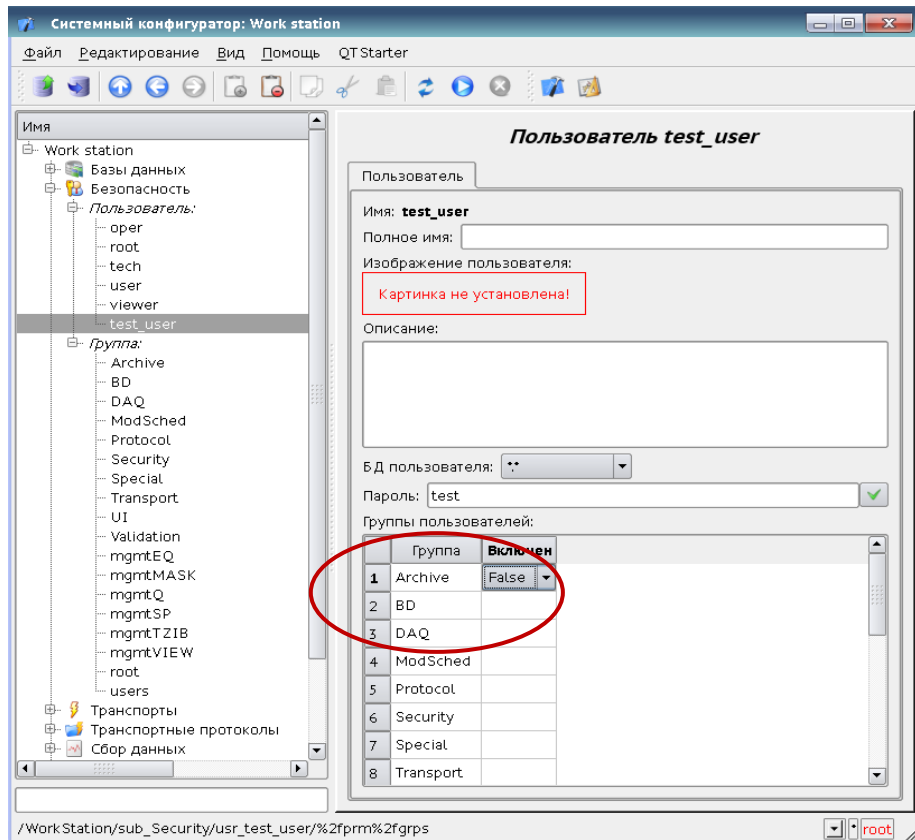 Системный конфигуратор: Work station
Файл Редактирование Вид Помощь QTStarter
Имя
Work station
Базы данных
Безопасность
Пользователь:
oper
root
tech
user
viewer
test_user
Группа:
Archive
BD
DAQ
ModSched
Protocol
Security
Special
Transport
UI
Validation
mgmtEQ
mgmtMASK
mgmtQ
mgmtSP
mgmtTZIB
mgmtVIEW
root
users
Транспорты
Транспортные протоколы
Сбор данных
Пользователь test_user
Пользователь
Имя: test_user
Полное имя:
Изображение пользователя:
Картинка не установлена!
Описание:
БД пользователя: *.*
Пароль: test
Группы пользователей:
Группа Включен
1 Archive False
2 BD
3 DAQ
4 ModSched
5 Protocol
6 Security
7 Special
8 Transport
/WorkStation/sub_Security/usr_test_user/%2fprm%2fgrps
root